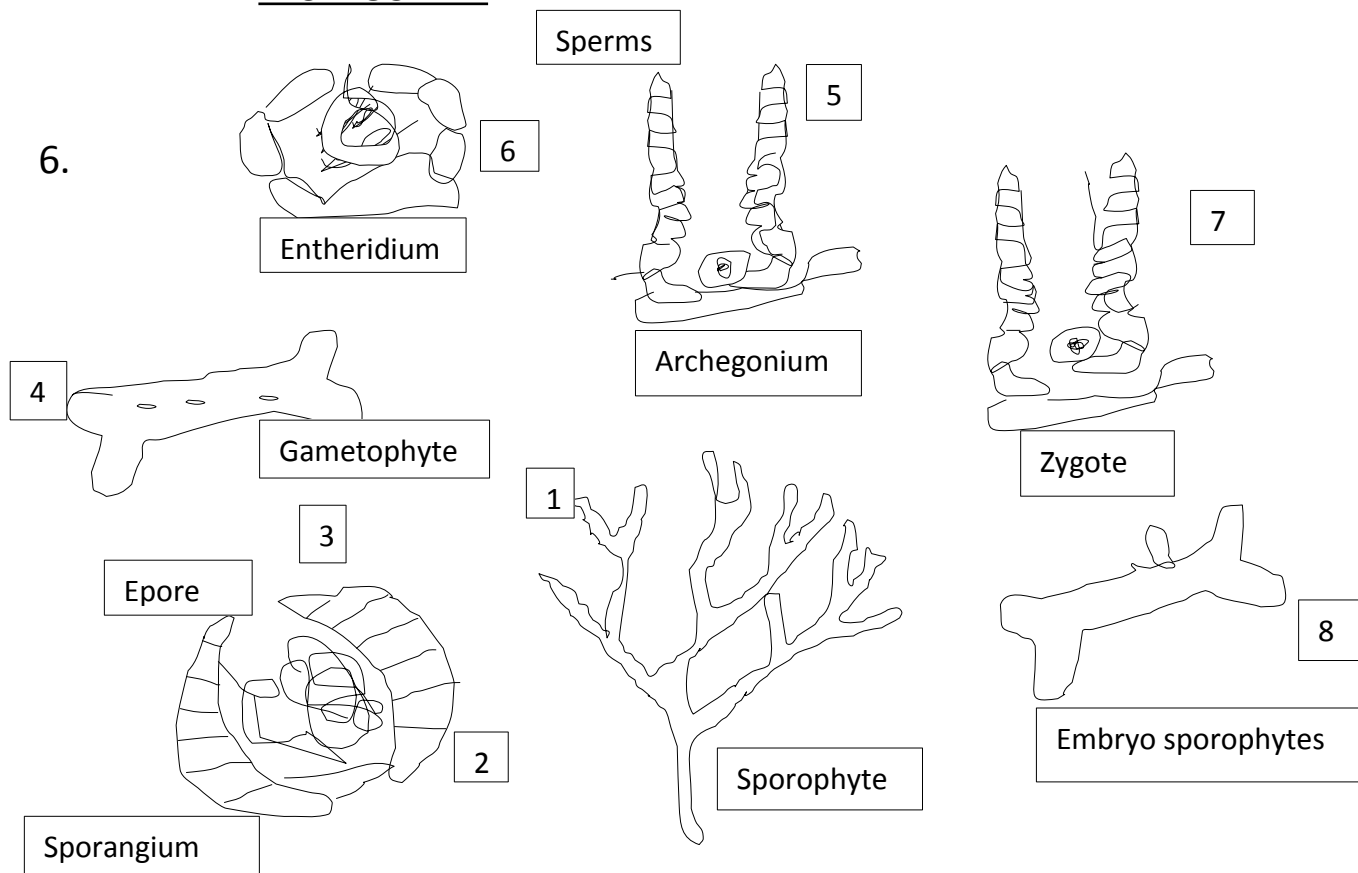 Sperms
5
6
6.
7
Entheridium
Archegonium
4
Gametophyte
Zygote
1
3
Epore
8
2
Embryo sporophytes
Sporophyte
Sporangium